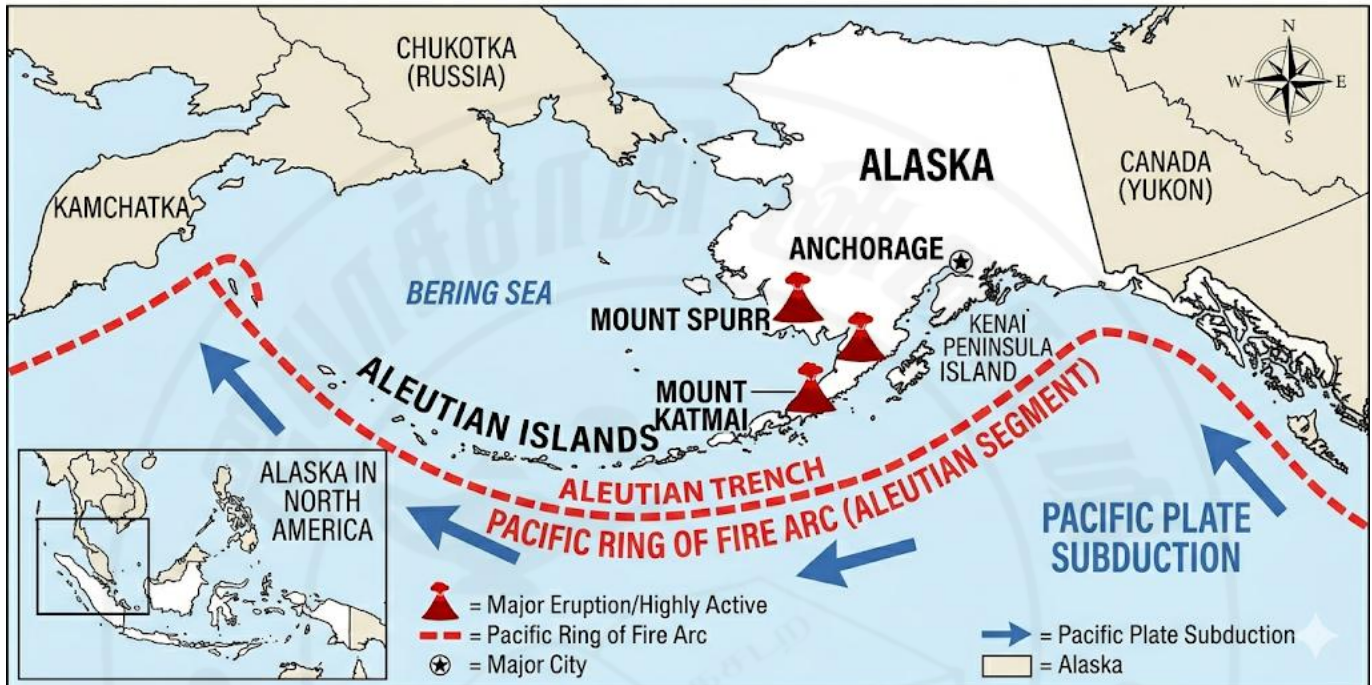 CHUKOTKA
(RUSSIA)
N
W
E
S
ALASKA
CANADA
(YUKON)
KAMCHATKA
ANCHORAGE
BERING SEA
MOUNT SPURR
KENAI
PENINSULA
ISLAND
MOUNT
KATMAI
ALEUTIAN ISLANDS
ALEUTIAN TRENCH
PACIFIC RING OF FIRE ARC (ALEUTIAN SEGMENT)
PACIFIC PLATE
SUBDUCTION
ALASKA IN
NORTH
AMERICA
= Major Eruption/Highly Active
= Pacific Ring of Fire Arc
= Major City
= Pacific Plate Subduction
= Alaska